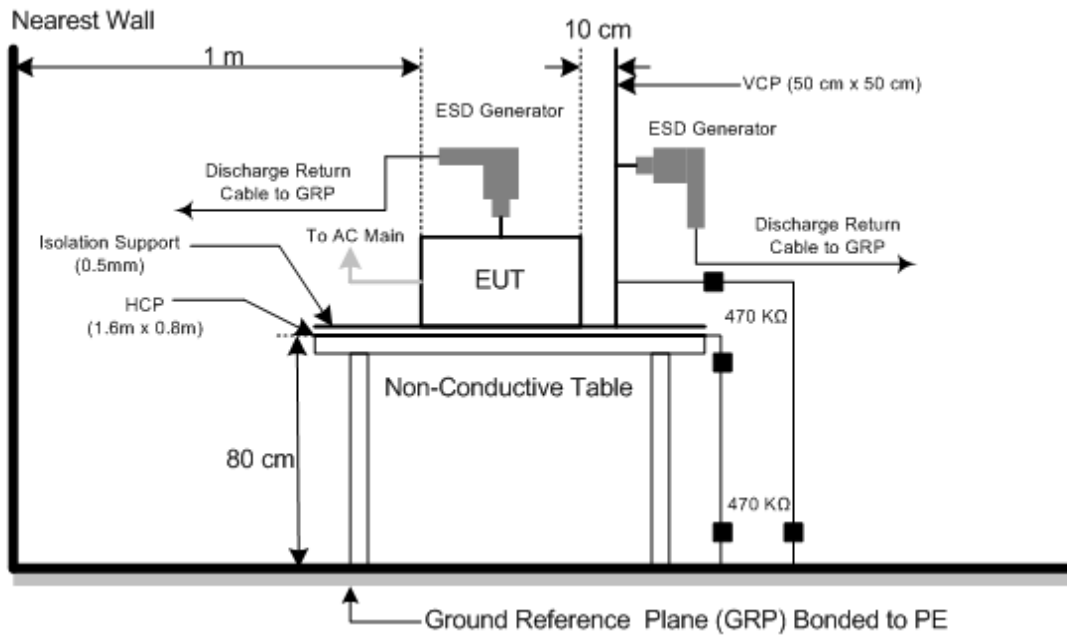 Nearest Wall
10 cm
1 m
VCP (50 cm x 50 cm)
ESD Generator
ESD Generator
Discharge Return
Cable to GRP
Discharge Return
Cable to GRP
Isolation Support
(0.5mm)
To AC Main
EUT
HCP
(1.6m x 0.8m)
470 KΩ
Non-Conductive Table
80 cm
470 KΩ
Ground Reference Plane (GRP) Bonded to PE